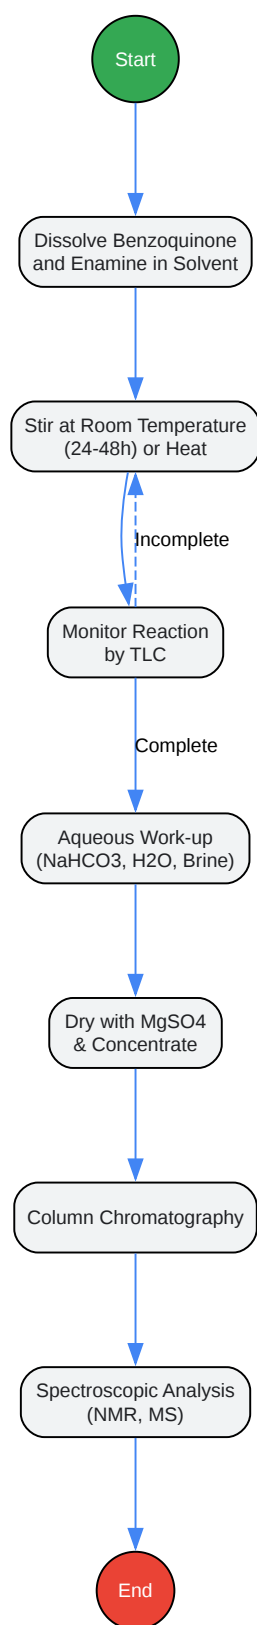 Start
Dissolve Benzoquinone
and Enamine in Solvent
Stir at Room Temperature
(24-48h) or Heat
Incomplete
Monitor Reaction
by TLC
Complete
Aqueous Work-up
(NaHCO3, H2O, Brine)
Dry with MgSO4
& Concentrate
Column Chromatography
Spectroscopic Analysis
(NMR, MS)
End